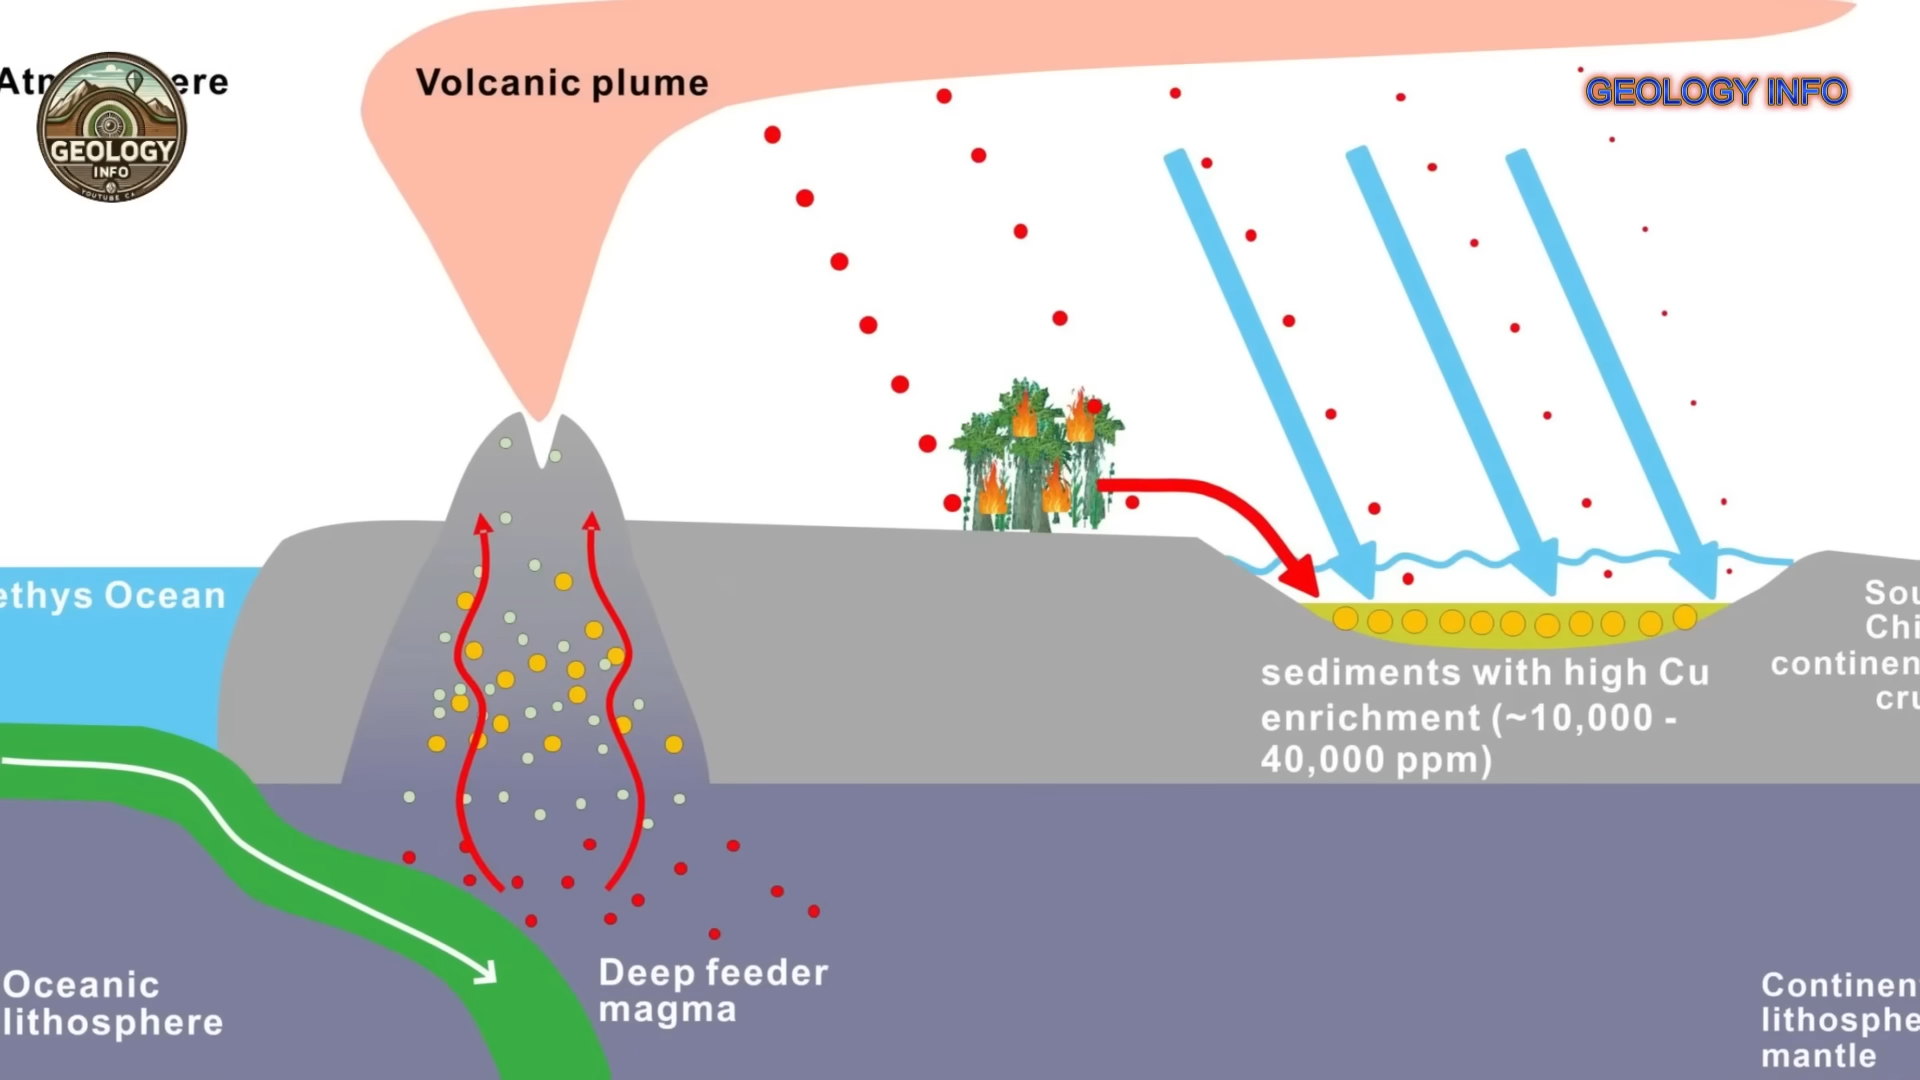 Volcanic plume
GEOLOGY INFO
GEOLOGY
INFO
ethys Ocean
sediments with high Cu
enrichment (~10,000 -
40,000 ppm)
Sou
Chi
continen
cru
Oceanic
lithosphere
Deep feeder
magma
Continen
lithosphe
mantle